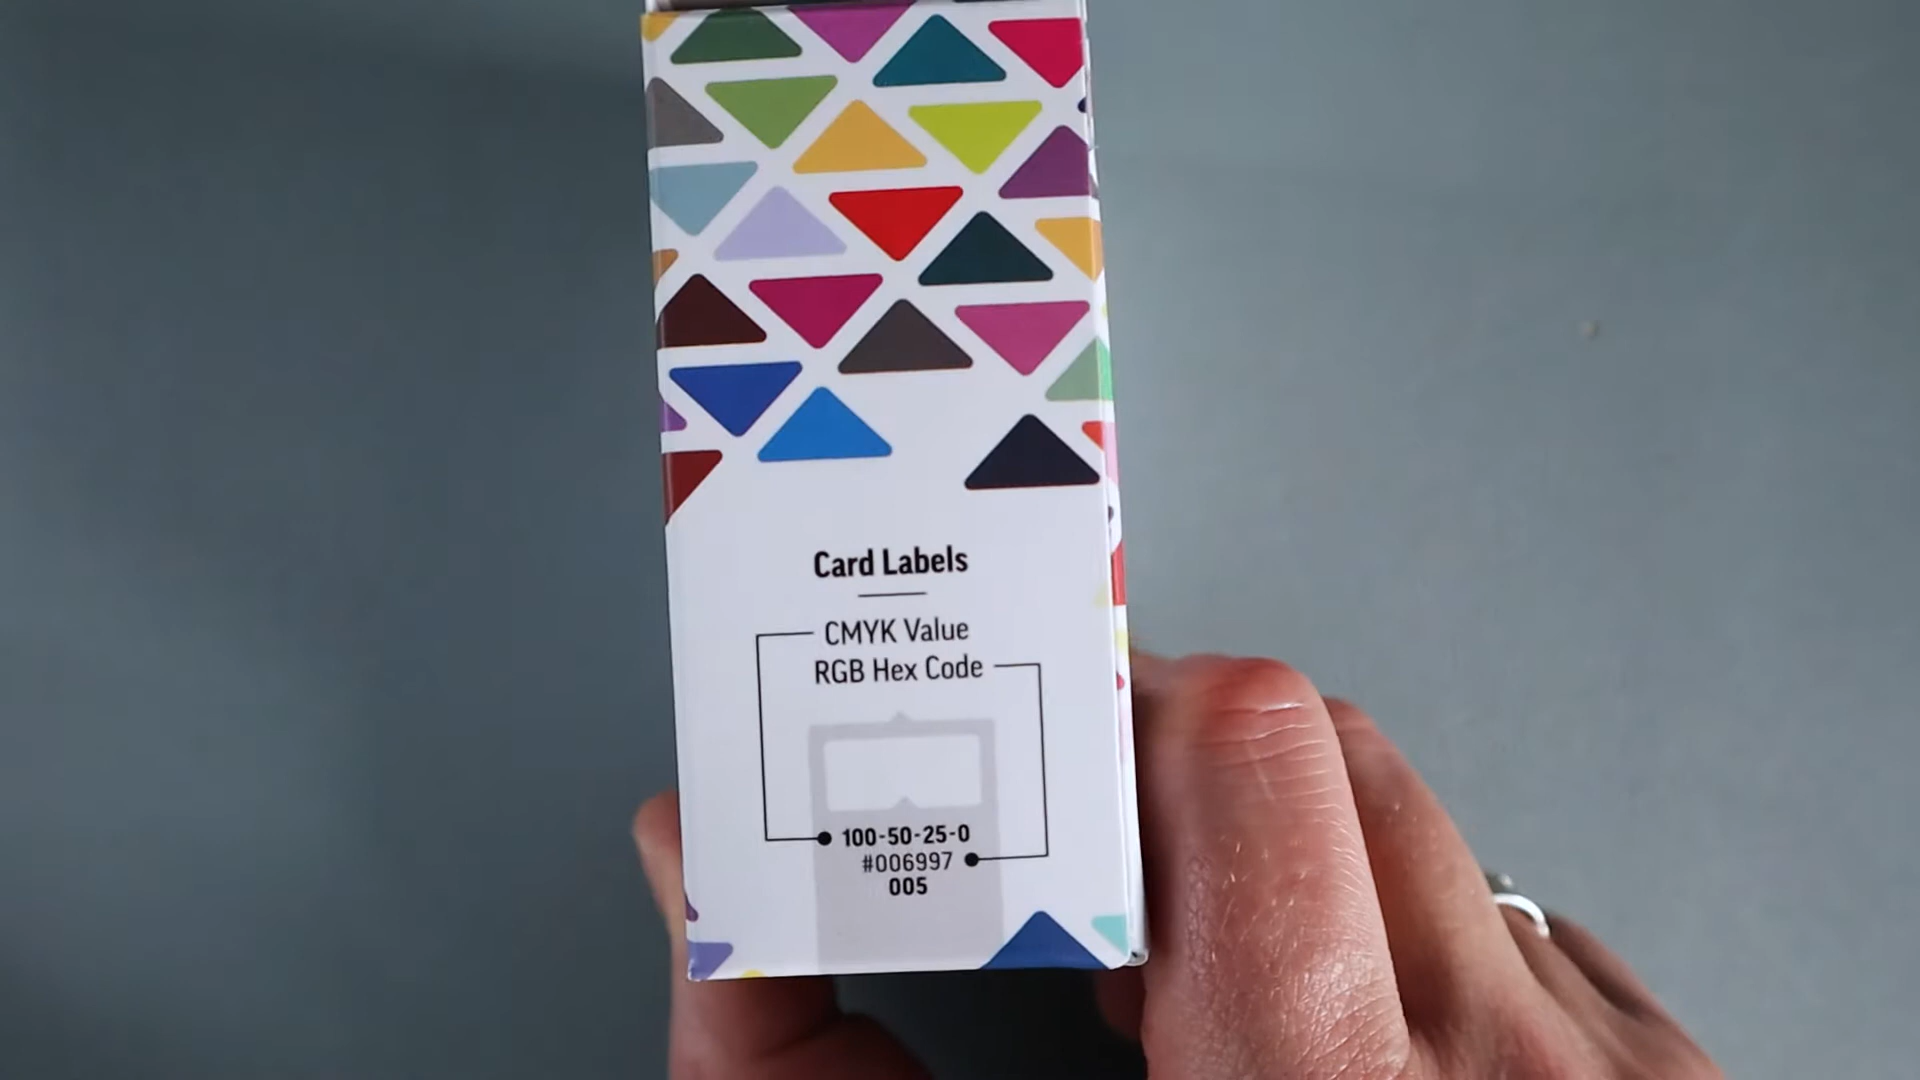 Card Labels
CMYK Value
RGB Hex Code
100-50-25-0
#006997
005